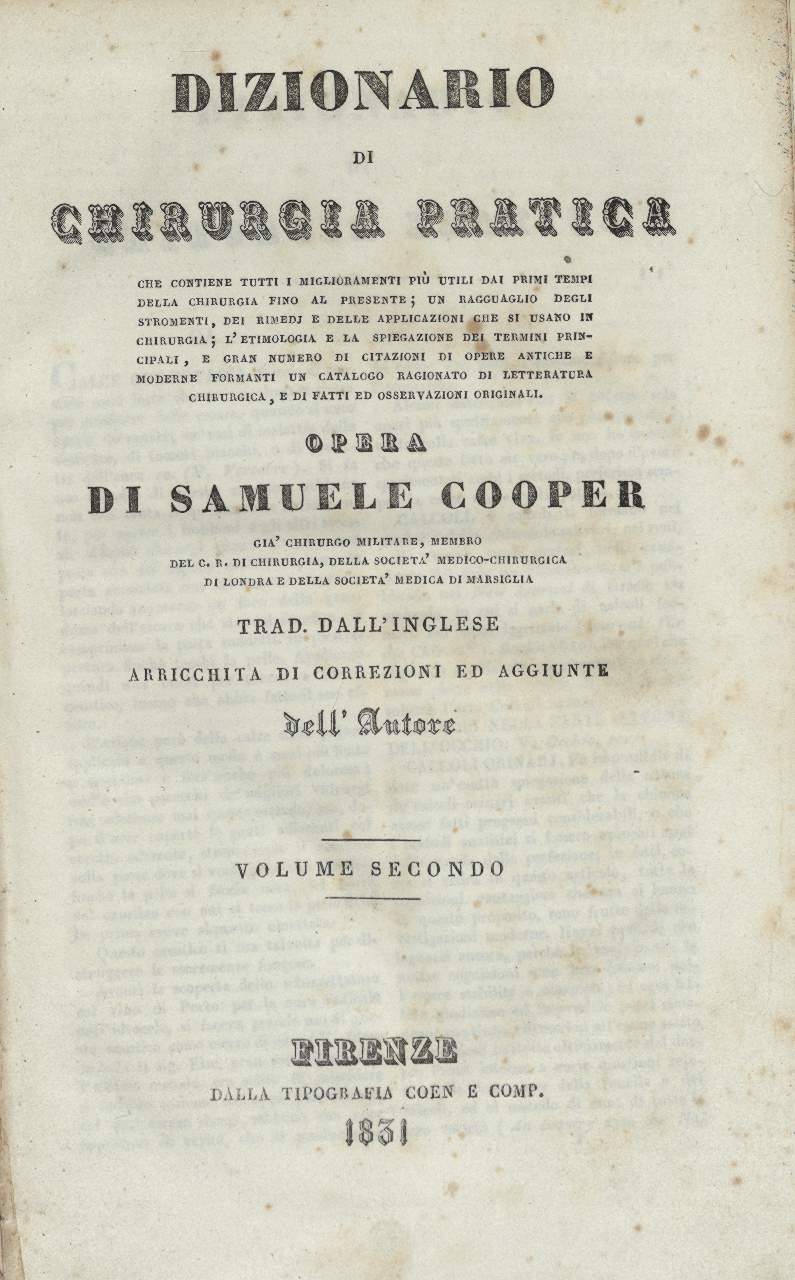 DIZIONARIO
DI
CHIRURGIA PRATICA
CHE CONTIENE TUTTI I MIGLIORAMENTI PIÙ UTILI DAI PRIMI TEMPI
DELLA CHIRURGIA FINO AL PRESENTE; UN RAGGUAGLIO DEGLI
STROMENTI, DEI RIMEDJ E DELLE APPLICAZIONI CHE SI USANO IN
CHIRURGIA; L'ETIMOLOGIA E LA SPIEGAZIONE DEI TERMINI PRIN-
CIPALI, E GRAN NUMERO DI CITAZIONI DI OPERE ANTICHE E
MODERNE FORMANTI UN CATALOGO RAGIONATO DI LETTERATURA
CHIRURGICA, E DI FATTI ED OSSERVAZIONI ORIGINALI.
OPERA
DI SAMUELE COOPER
GIA' CHIRURGO MILITARE, MEMBRO
DEL C. R. DI CHIRURGIA, DELLA SOCIETA' MEDICO-CHIRURGICA
DI LONDRA E DELLA SOCIETA' MEDICA DI MARSIGLIA
TRAD. DALL'INGLESE
ARRICCHITA DI CORREZIONI ED AGGIUNTE
dell' Autore
VOLUME SECONDO
FIRENZE
DALLA TIPOGRAFIA COEN E COMP.
1831